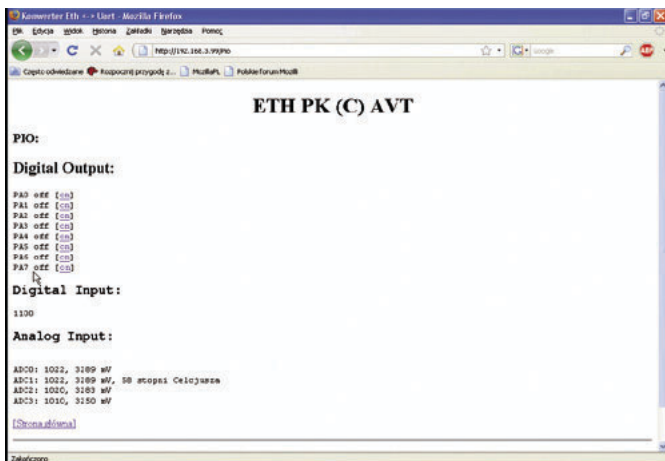 Konwerter Eth <-> Uart - Mozilla Firefox
Plik Edycja Widok Historia Zakładki Narzędzia Pomoc
http://192.168.3.99/Pio
Google
Często odwiedzane Rozpocznij przygodę z... MozillaPL Polskie forum Mozilli
ETH PK (C) AVT
PIO:
Digital Output:
PA0 off [on]
PA1 off [on]
PA2 off [on]
PA3 off [on]
PA4 off [on]
PA5 off [on]
PA6 off [on]
PA7 off [on]
Digital Input:
1100
Analog Input:
ADC0: 1022, 3289 mV
ADC1: 1022, 3289 mV, 58 stopni Celcjusza
ADC2: 1020, 3283 mV
ADC3: 1010, 3250 mV
[Strona główna]
Zakończono